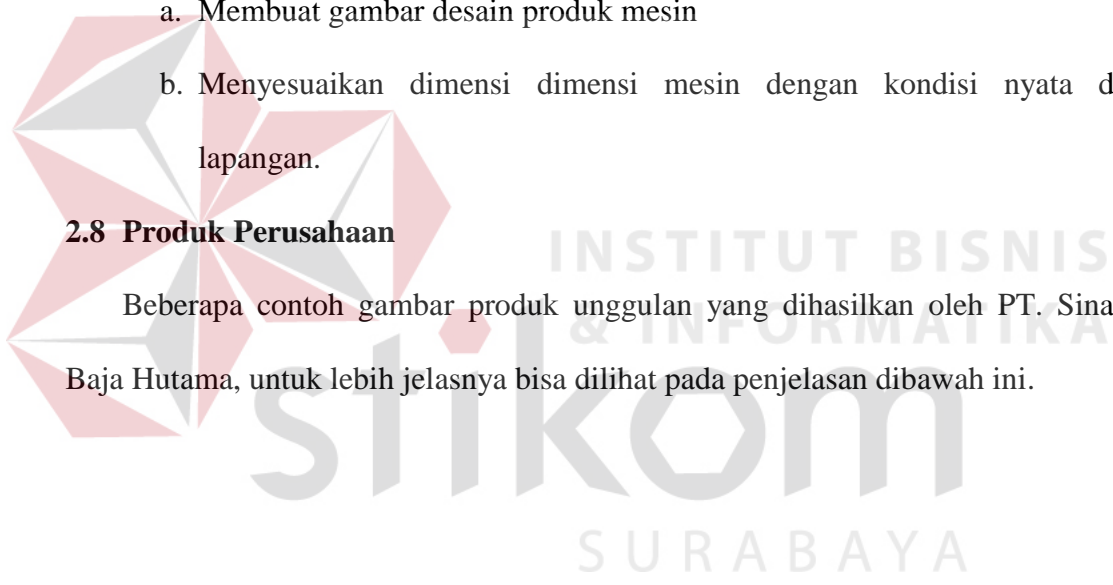 a. Membuat gambar desain produk mesin
b. Menyesuaikan dimensi dimensi mesin dengan kondisi nyata d
lapangan.
2.8 Produk Perusahaan
INSTITUT BISNIS
Beberapa contoh gambar produk unggulan yang dihasilkan oleh PT. Sina
& INFORMATIKA
Baja Hutama, untuk lebih jelasnya bisa dilihat pada penjelasan dibawah ini.
stikom
SURABAYA